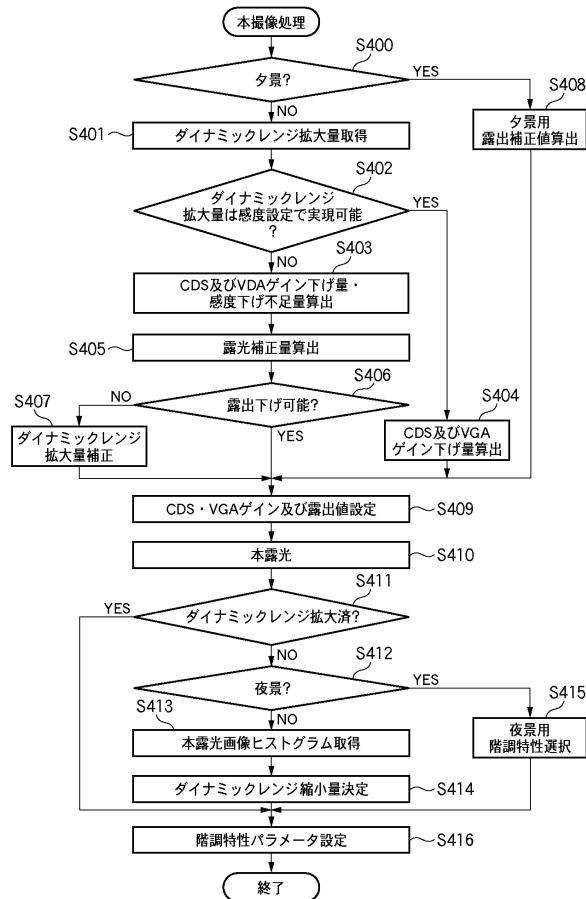 本撮像処理
S400
夕景?
YES
NO
S408
夕景用
露出補正値算出
S401
ダイナミックレンジ拡大量取得
S402
ダイナミックレンジ
拡大量は感度設定で実現可能
?
YES
NO
S403
CDS及びVDAゲイン下げ量・
感度下げ不足量算出
S405
露光補正量算出
S406
露出下げ可能?
NO
YES
S407
ダイナミックレンジ
拡大量補正
S404
CDS及びVGA
ゲイン下げ量算出
CDS・VGAゲイン及び露出値設定
S409
本露光
S410
S411
ダイナミックレンジ拡大済?
YES
NO
S412
夜景?
YES
NO
S415
夜景用
階調特性選択
S413
本露光画像ヒストグラム取得
ダイナミックレンジ縮小量決定
S414
階調特性パラメータ設定
S416
終了